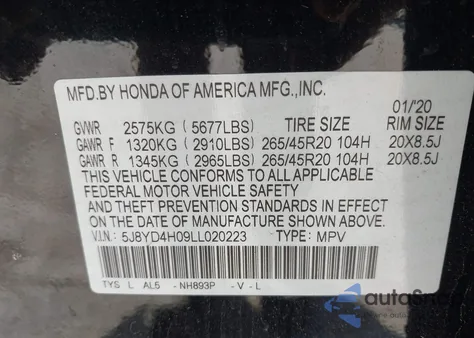 MFD.BY HONDA OF AMERICA MFG.,INC.
01/'20
GVWR 2575KG (5677LBS) TIRE SIZE RIM SIZE
GAWR F 1320KG (2910LBS) 265/45R20 104H 20X8.5J
GAWR R 1345KG (2965LBS) 265/45R20 104H 20X8.5J
THIS VEHICLE CONFORMS TO ALL APPLICABLE
FEDERAL MOTOR VEHICLE SAFETY
AND THEFT PREVENTION STANDARDS IN EFFECT
ON THE DATE OF MANUFACTURE SHOWN ABOVE.
V.I.N.: 5J8YD4H09LL020223 TYPE: MPV
TYS L AL5 - NH893P - V - L